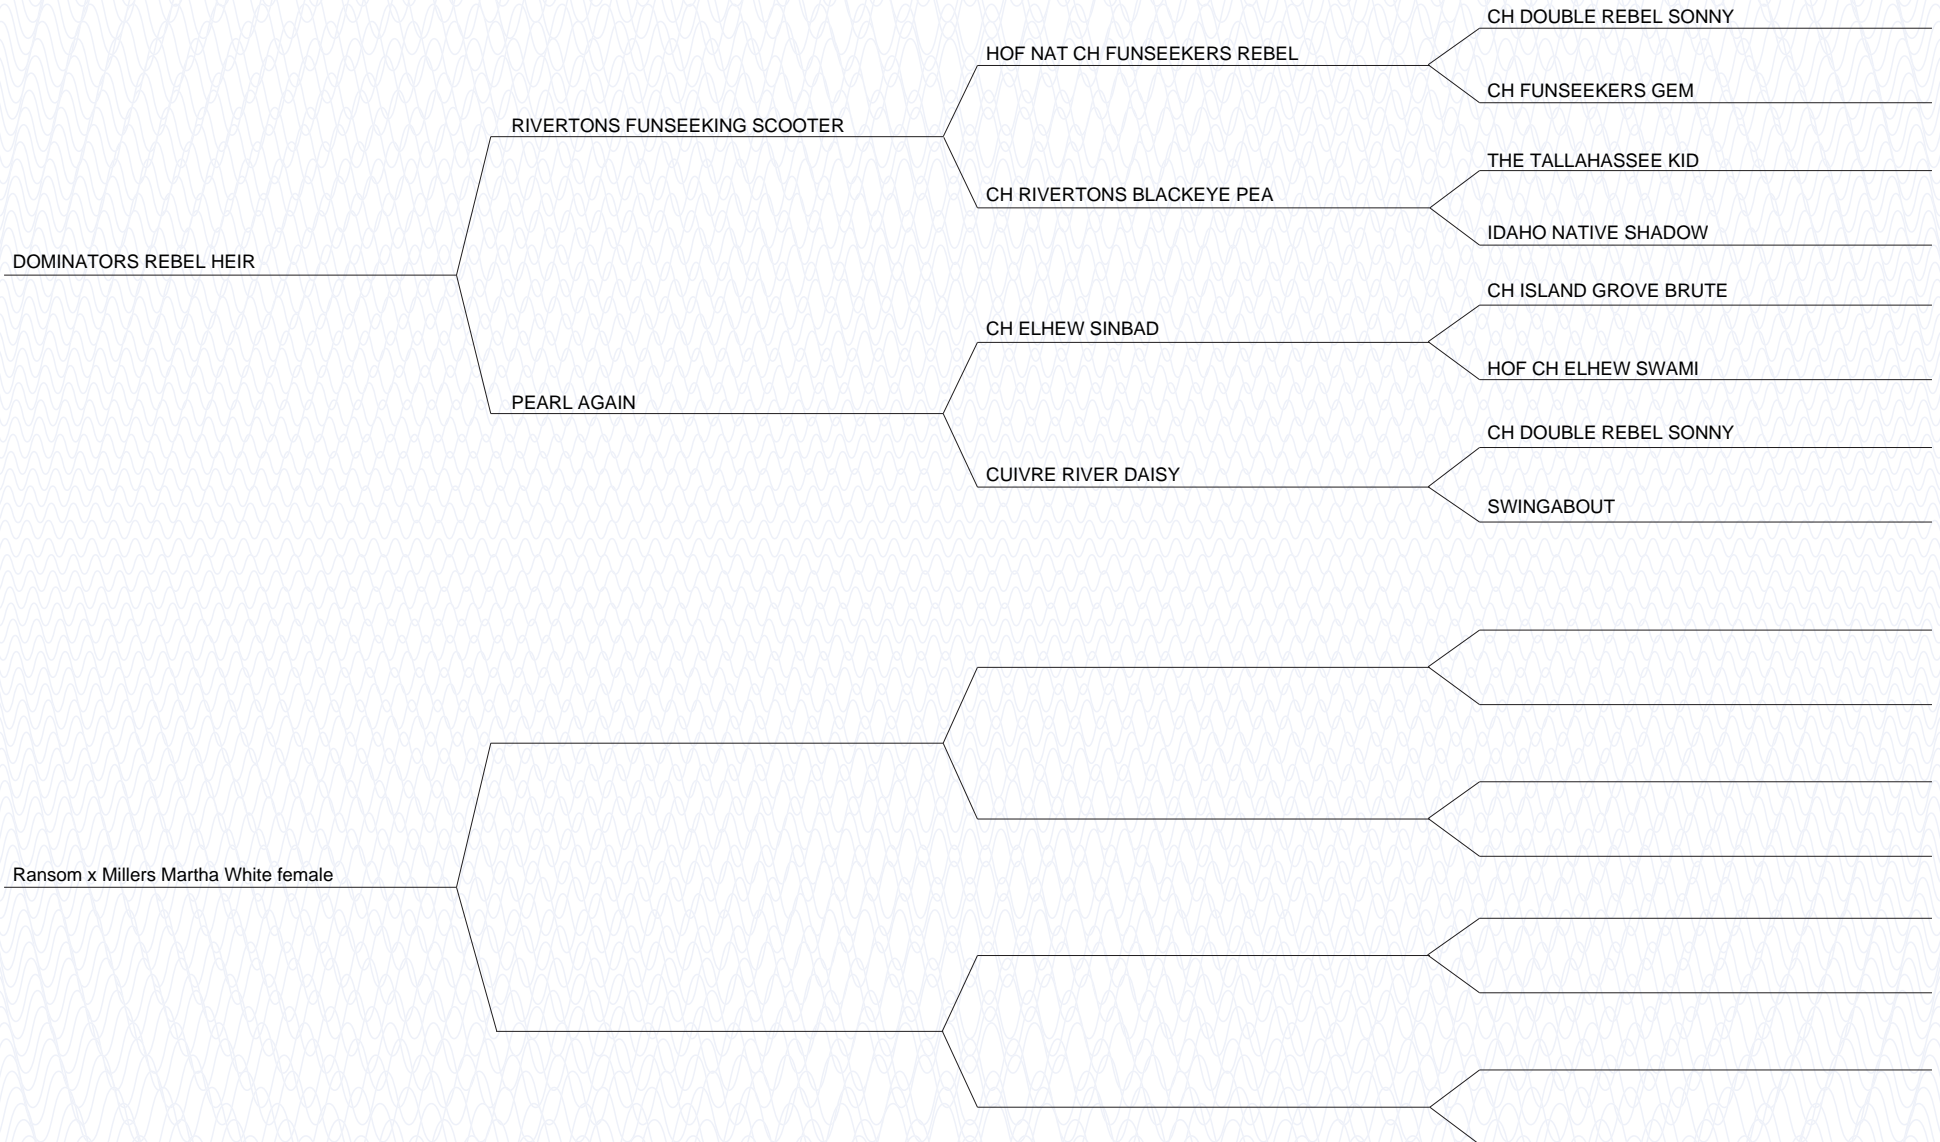 CH DOUBLE REBEL SONNY
HOF NAT CH FUNSEEKERS REBEL
CH FUNSEEKERS GEM
RIVERTONS FUNSEEKING SCOOTER
THE TALLAHASSEE KID
CH RIVERTONS BLACKEYE PEA
IDAHO NATIVE SHADOW
DOMINATORS REBEL HEIR
CH ISLAND GROVE BRUTE
CH ELHEW SINBAD
HOF CH ELHEW SWAMI
PEARL AGAIN
CH DOUBLE REBEL SONNY
CUIVRE RIVER DAISY
SWINGABOUT
Ransom x Millers Martha White female